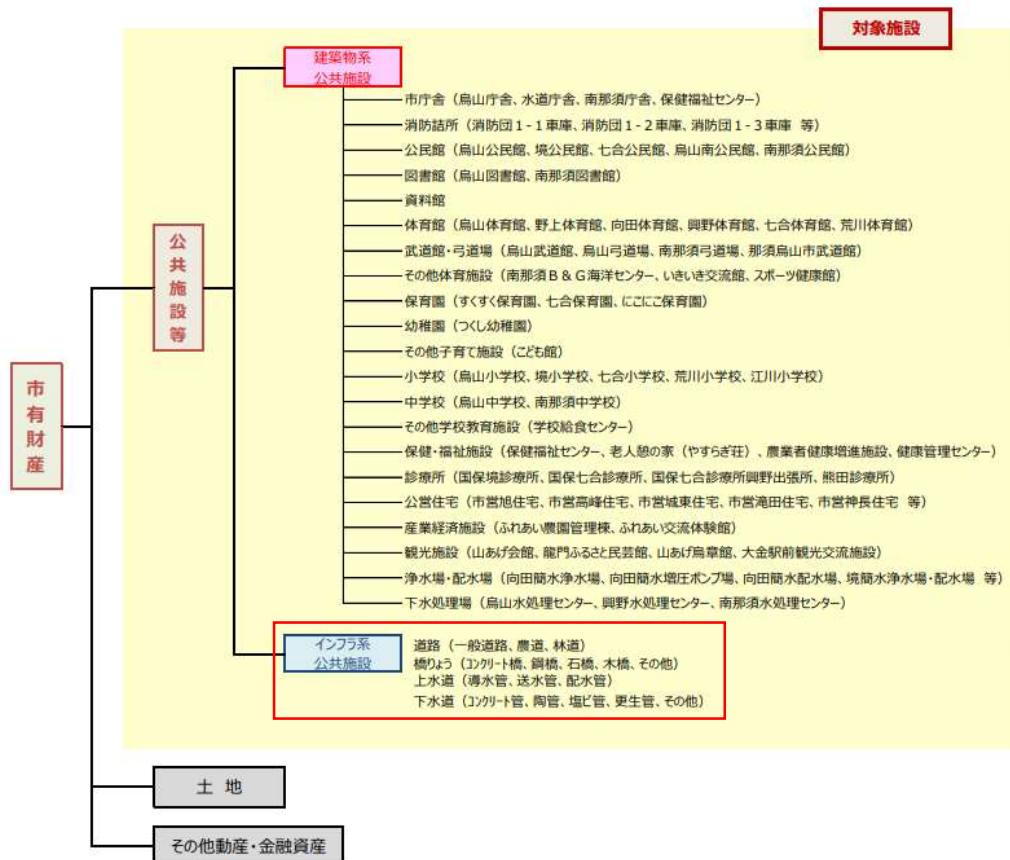 対象施設
建築物系
公共施設
市庁舎（烏山庁舎、水道庁舎、南那須庁舎、保健福祉センター）
消防詰所（消防団１-１車庫、消防団１-２車庫、消防団１-３車庫 等）
公民館（烏山公民館、境公民館、七合公民館、烏山南公民館、南那須公民館）
図書館（烏山図書館、南那須図書館）
資料館
体育館（烏山体育館、野上体育館、向田体育館、興野体育館、七合体育館、荒川体育館）
武道館・弓道場（烏山武道館、烏山弓道場、南那須弓道場、那須烏山市武道館）
その他体育施設（南那須Ｂ＆Ｇ海洋センター、いきいき交流館、スポーツ健康館）
保育園（すくすく保育園、七合保育園、にこにこ保育園）
幼稚園（つくし幼稚園）
その他子育て施設（こども館）
小学校（烏山小学校、境小学校、七合小学校、荒川小学校、江川小学校）
中学校（烏山中学校、南那須中学校）
その他学校教育施設（学校給食センター）
保健・福祉施設（保健福祉センター、老人憩の家（やすらぎ荘）、農業者健康増進施設、健康管理センター）
診療所（国保境診療所、国保七合診療所、国保七合診療所興野出張所、熊田診療所）
公営住宅（市営旭住宅、市営高峰住宅、市営城東住宅、市営滝田住宅、市営神長住宅 等）
産業経済施設（ふれあい農園管理棟、ふれあい交流体験館）
観光施設（山あげ会館、龍門ふるさと民芸館、山あげ烏章館、大金駅前観光交流施設）
浄水場・配水場（向田簡水浄水場、向田簡水増圧ポンプ場、向田簡水配水場、境簡水浄水場・配水場 等）
下水処理場（烏山水処理センター、興野水処理センター、南那須水処理センター）
公共施設等
市有財産
インフラ系
公共施設
道路（一般道路、農道、林道）
橋りょう（コンクリート橋、鋼橋、石橋、木橋、その他）
上水道（導水管、送水管、配水管）
下水道（コンクリート管、陶管、塩ビ管、更生管、その他）
土 地
その他動産・金融資産